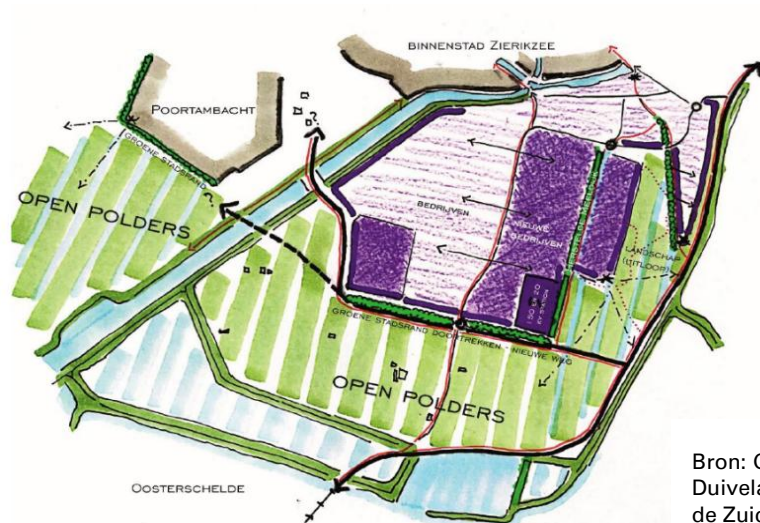 BINNENSTAD ZIERIKZEE
POORTAMBACHT
GROENE STADSRAND
?
?
OPEN POLDERS
BEDRIJVEN
NIEUWE
BEDRIJVEN
LANDSCHAP
(UITLOOP)
GROENE STADSRAND DOORTREKKEN - NIEUWE WEG
OPEN POLDERS
OOSTERSCHELDE
Bron: 
Duivela
de Zuid